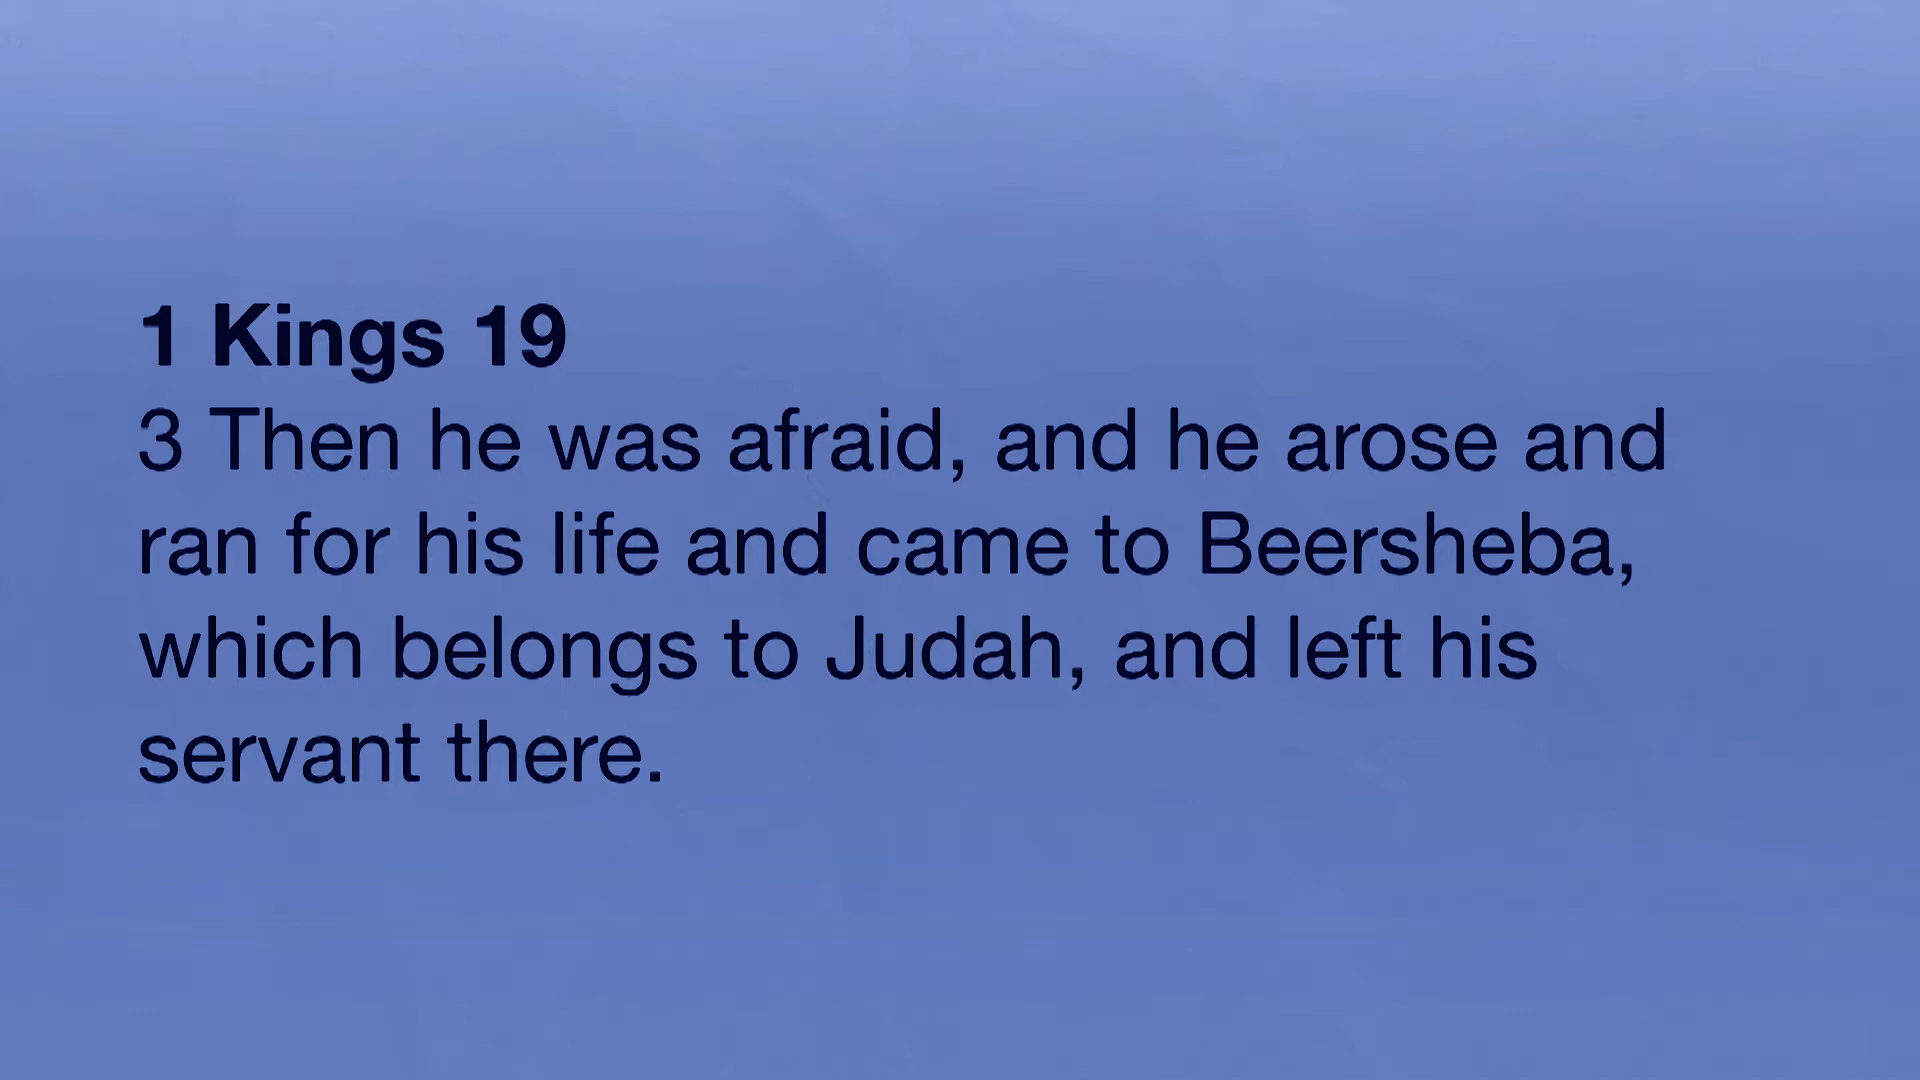 1 Kings 19
3 Then he was afraid, and he arose and
ran for his life and came to Beersheba,
which belongs to Judah, and left his
servant there.